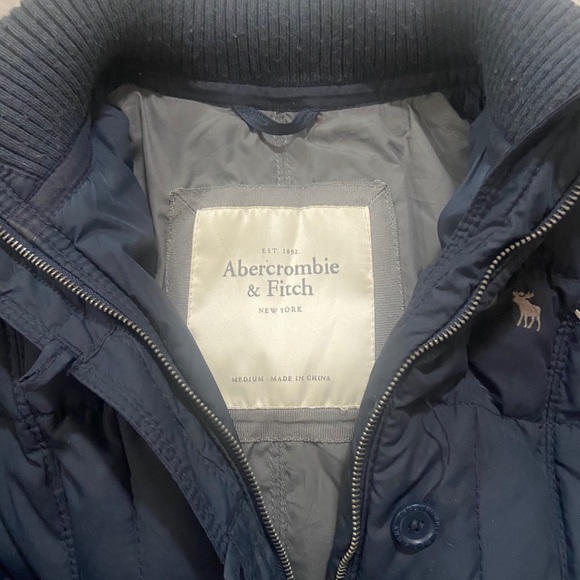 EST. 1892.
Abercrombie
& Fitch
NEW YORK
MEDIUM · MADE IN CHINA